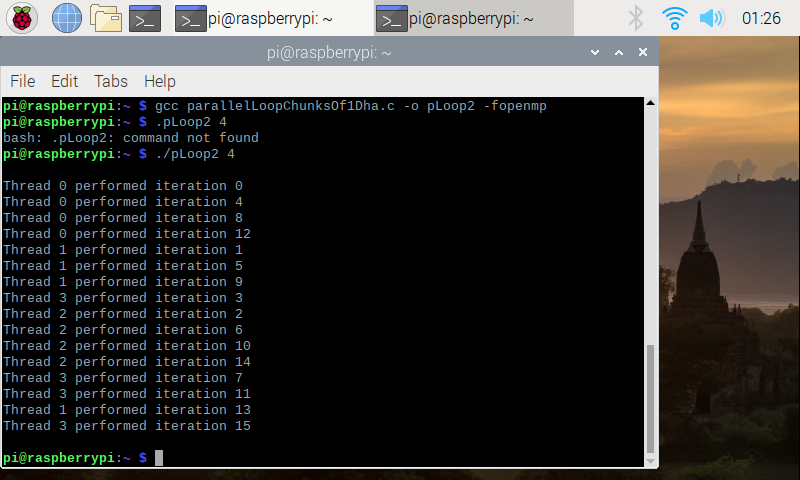 pi@raspberrypi: ~
pi@raspberrypi: ~
01:26
pi@raspberrypi: ~
File Edit Tabs Help
pi@raspberrypi:~ $ gcc parallelLoopChunksOf1Dha.c -o pLoop2 -fopenmp
pi@raspberrypi:~ $ .pLoop2 4
bash: .pLoop2: command not found
pi@raspberrypi:~ $ ./pLoop2 4
Thread 0 performed iteration 0
Thread 0 performed iteration 4
Thread 0 performed iteration 8
Thread 0 performed iteration 12
Thread 1 performed iteration 1
Thread 1 performed iteration 5
Thread 1 performed iteration 9
Thread 3 performed iteration 3
Thread 2 performed iteration 2
Thread 2 performed iteration 6
Thread 2 performed iteration 10
Thread 2 performed iteration 14
Thread 3 performed iteration 7
Thread 3 performed iteration 11
Thread 1 performed iteration 13
Thread 3 performed iteration 15
pi@raspberrypi:~ $